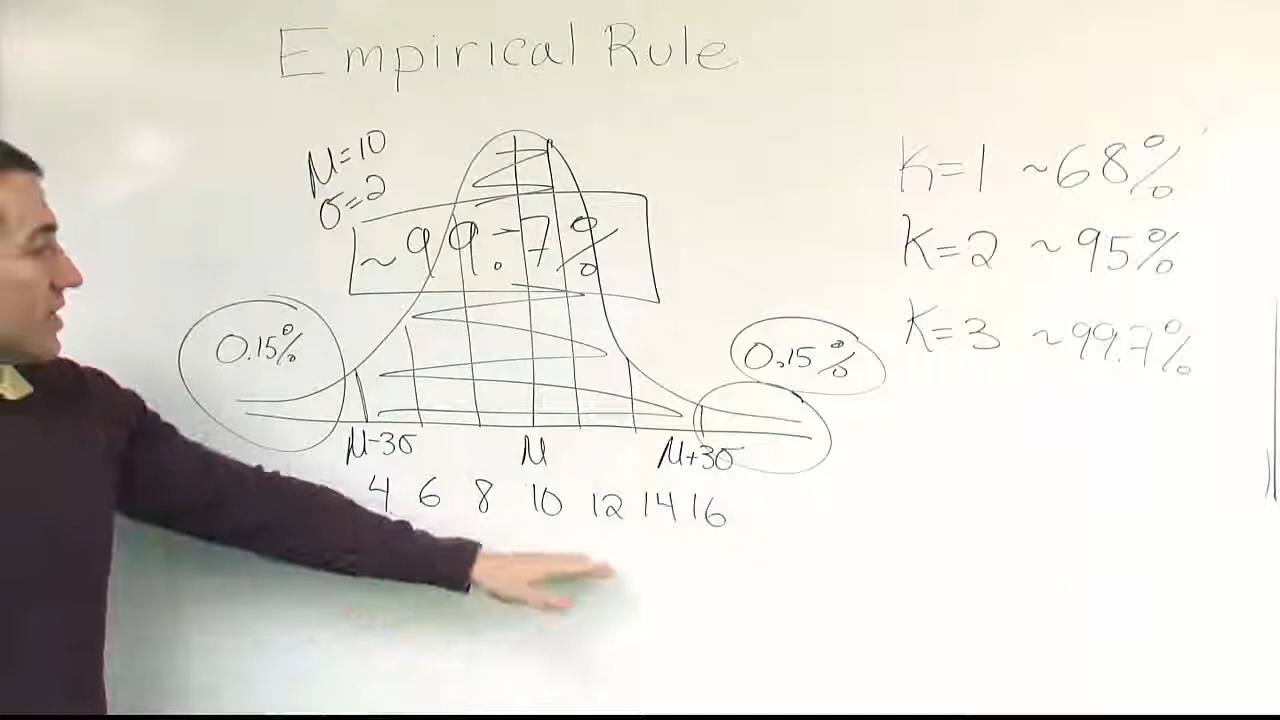 Empirical Rule
μ=10
σ=2
~99.7%
0.15%
0.15%
μ-3σ μ μ+3σ
4 6 8 10 12 14 16
K=1 ~68%
K=2 ~95%
K=3 ~99.7%